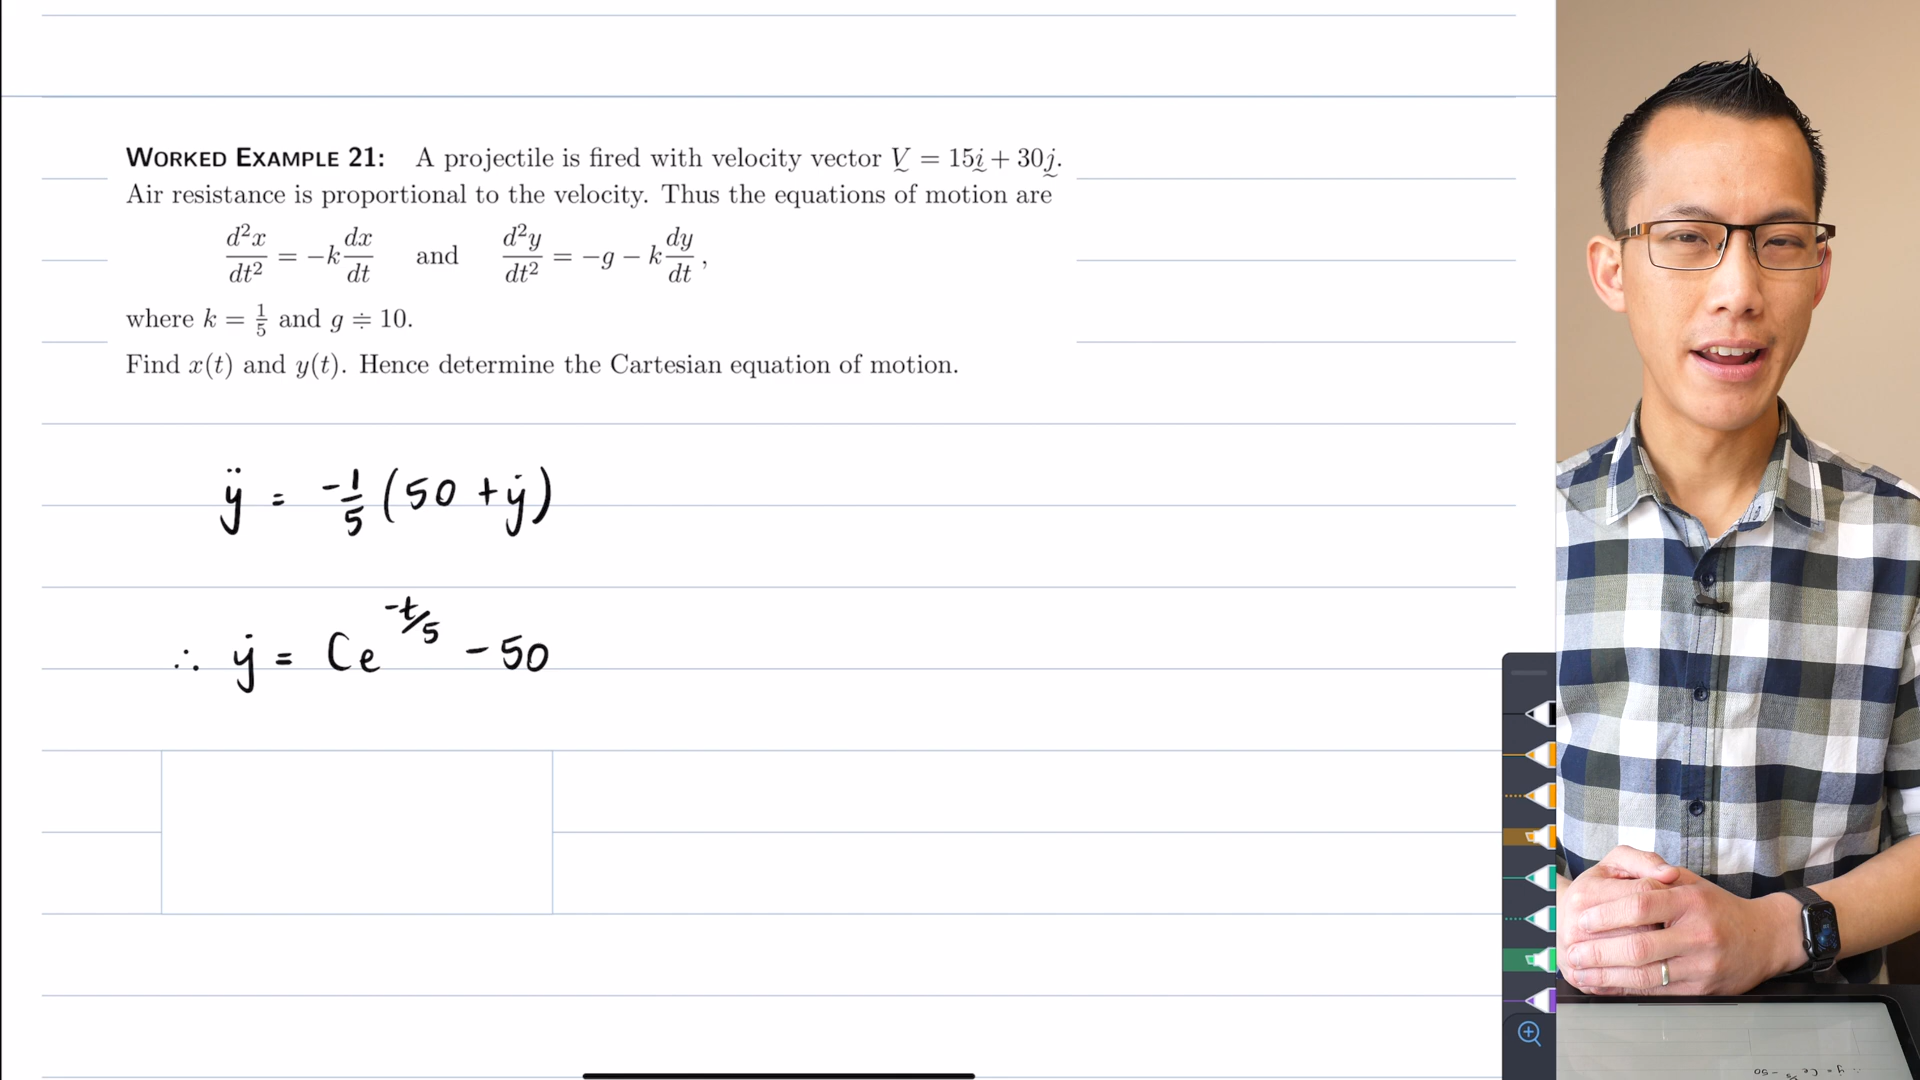 WORKED EXAMPLE 21: A projectile is fired with velocity vector V = 15i + 30j.
Air resistance is proportional to the velocity. Thus the equations of motion are
d²x/dt² = −k dx/dt and d²y/dt² = −g − k dy/dt ,
where k = 1/5 and g ≑ 10.
Find x(t) and y(t). Hence determine the Cartesian equation of motion.
ÿ = -1/5 (50 + ẏ)
∴ ẏ = Ce^(-t/5) - 50